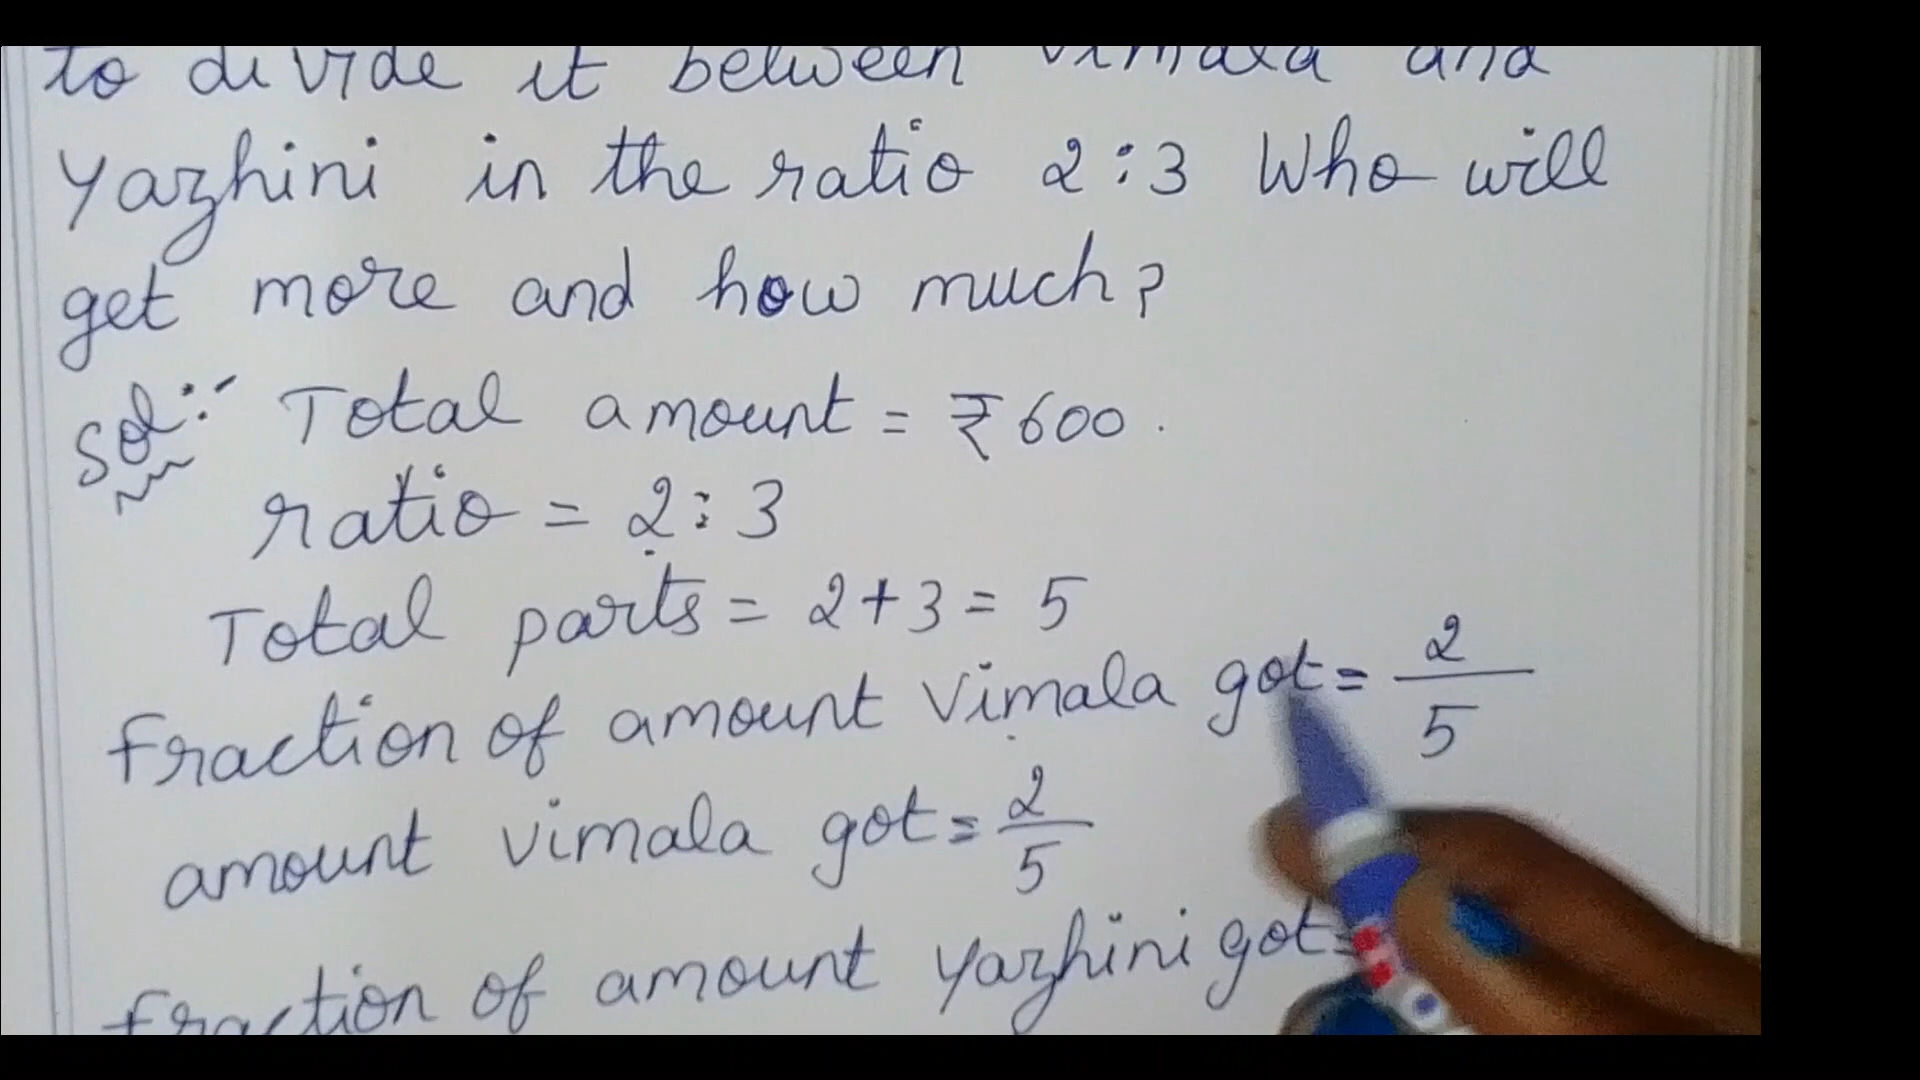 to divide it between Vimala and
Yazhini in the ratio 2:3 Who will
get more and how much?
Sol:- Total amount = ₹600.
ratio = 2:3
Total parts = 2+3 = 5
Fraction of amount Vimala got = 2/5
amount Vimala got = 2/5
Fraction of amount Yazhini got =